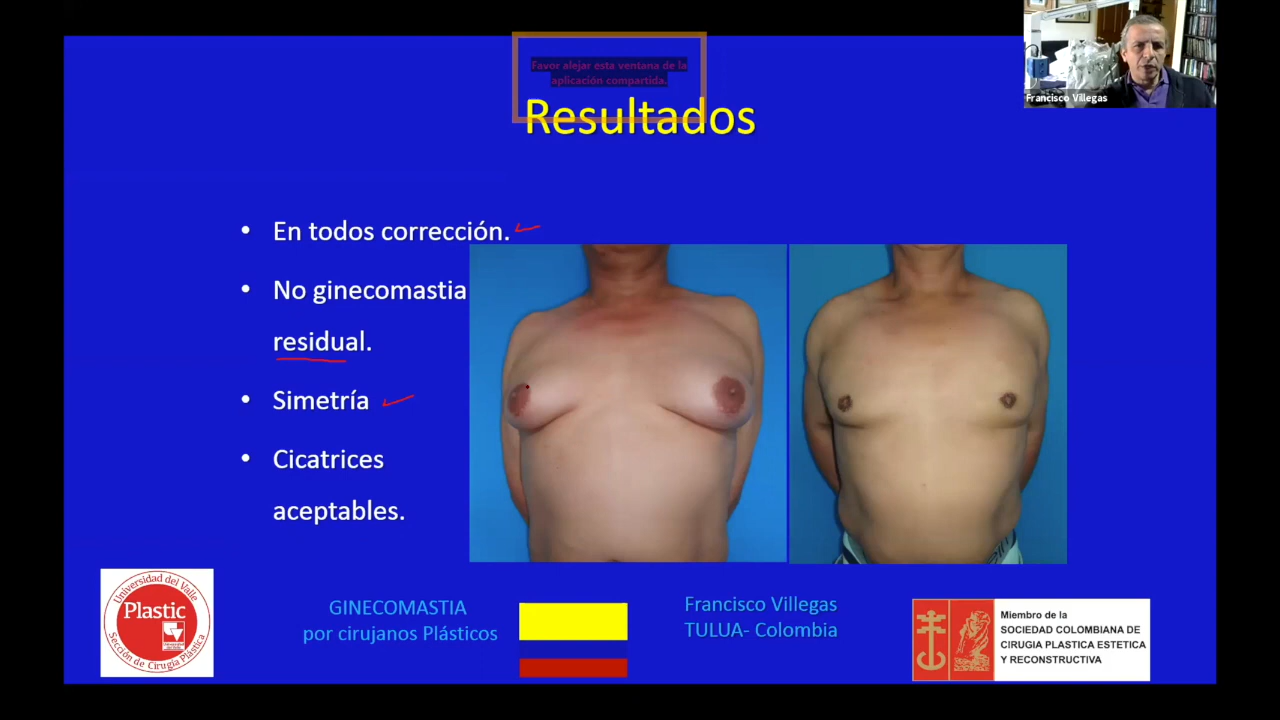 Favor alejar esta ventana de la
aplicación compartida.
Francisco Villegas
Resultados
• En todos corrección.
• No ginecomastia
residual.
• Simetría
• Cicatrices
aceptables.
Universidad del Valle
Plastic
Sección de Cirugía Plástica
GINECOMASTIA
por cirujanos Plásticos
Francisco Villegas
TULUA- Colombia
Miembro de la
SOCIEDAD COLOMBIANA DE
CIRUGIA PLASTICA ESTETICA
Y RECONSTRUCTIVA